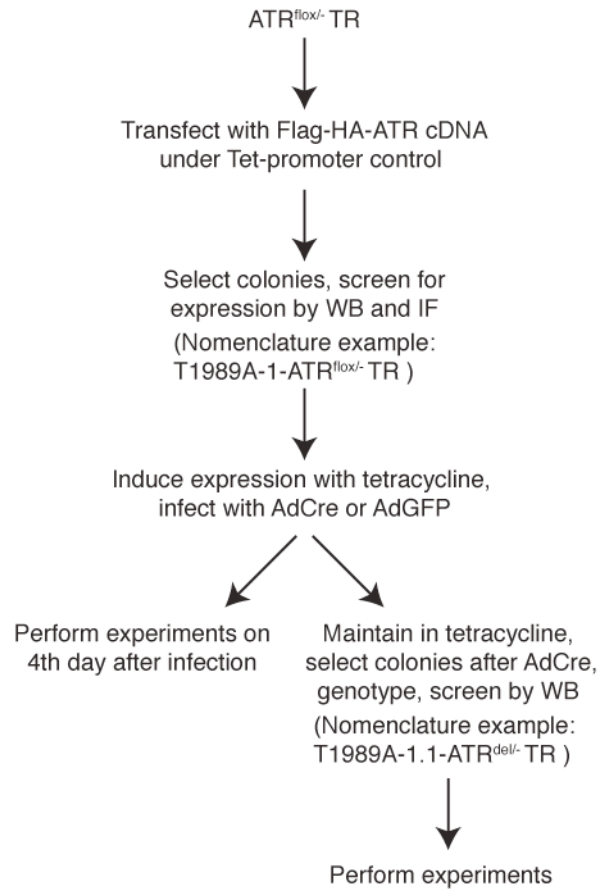 ATRflox/- TR
Transfect with Flag-HA-ATR cDNA
under Tet-promoter control
Select colonies, screen for
expression by WB and IF
(Nomenclature example:
T1989A-1-ATRflox/- TR )
Induce expression with tetracycline,
infect with AdCre or AdGFP
Perform experiments on
4th day after infection
Maintain in tetracycline,
select colonies after AdCre,
genotype, screen by WB
(Nomenclature example:
T1989A-1.1-ATRdel/- TR )
Perform experiments